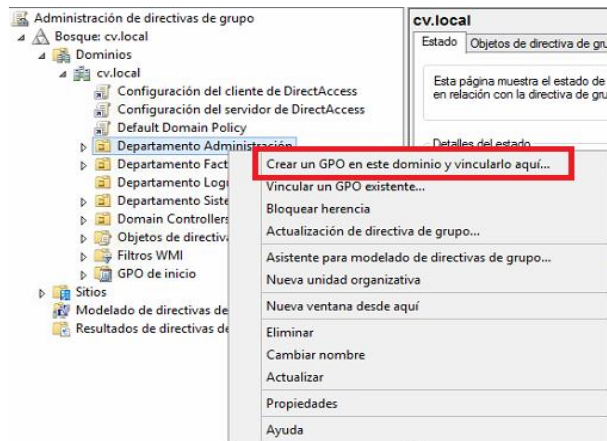 Administración de directivas de grupo
Bosque: cv.local
Dominios
cv.local
Configuración del cliente de DirectAccess
Configuración del servidor de DirectAccess
Default Domain Policy
Departamento Administración
Departamento Fact
Departamento Logi
Departamento Siste
Domain Controllers
Objetos de directiva
Filtros WMI
GPO de inicio
Sitios
Modelado de directivas de
Resultados de directivas de
cv.local
Estado Objetos de directiva de gru
Esta página muestra el estado de
en relación con la directiva de gru
Detalles del estado
Crear un GPO en este dominio y vincularlo aquí...
Vincular un GPO existente...
Bloquear herencia
Actualización de directiva de grupo...
Asistente para modelado de directivas de grupo...
Nueva unidad organizativa
Nueva ventana desde aquí
Eliminar
Cambiar nombre
Actualizar
Propiedades
Ayuda